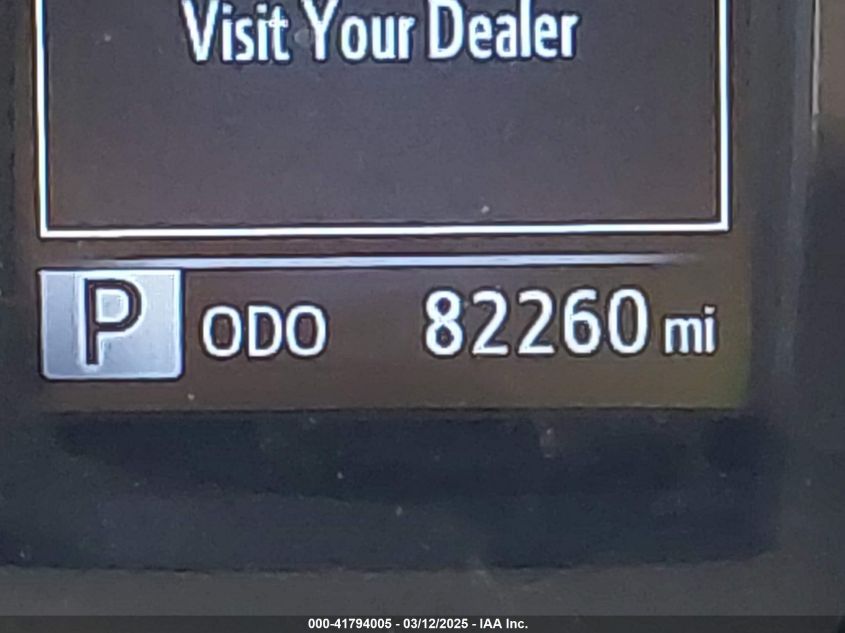 Visit Your Dealer
P ODO 82260 mi
000-41794005 - 03/12/2025 - IAA Inc.